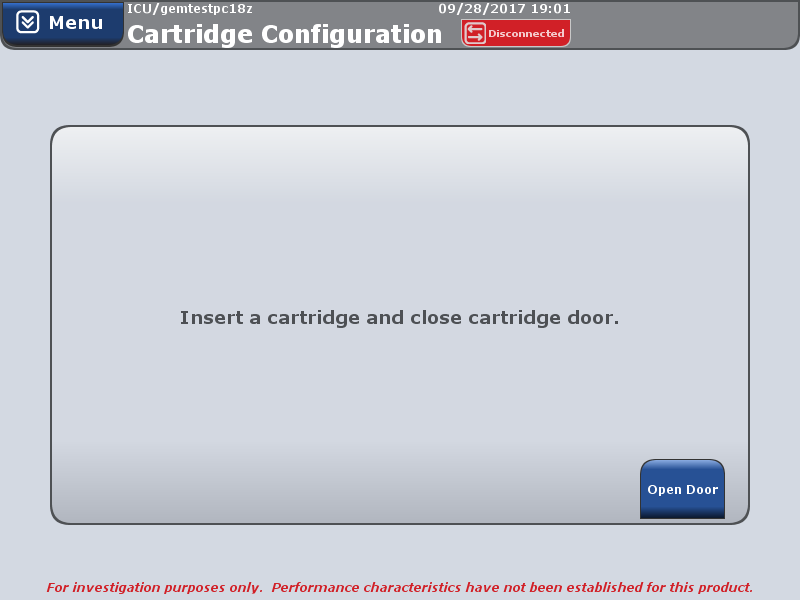 Menu
ICU/gemtestpc18z
09/28/2017 19:01
Cartridge Configuration
Disconnected
Insert a cartridge and close cartridge door.
Open Door
For investigation purposes only. Performance characteristics have not been established for this product.